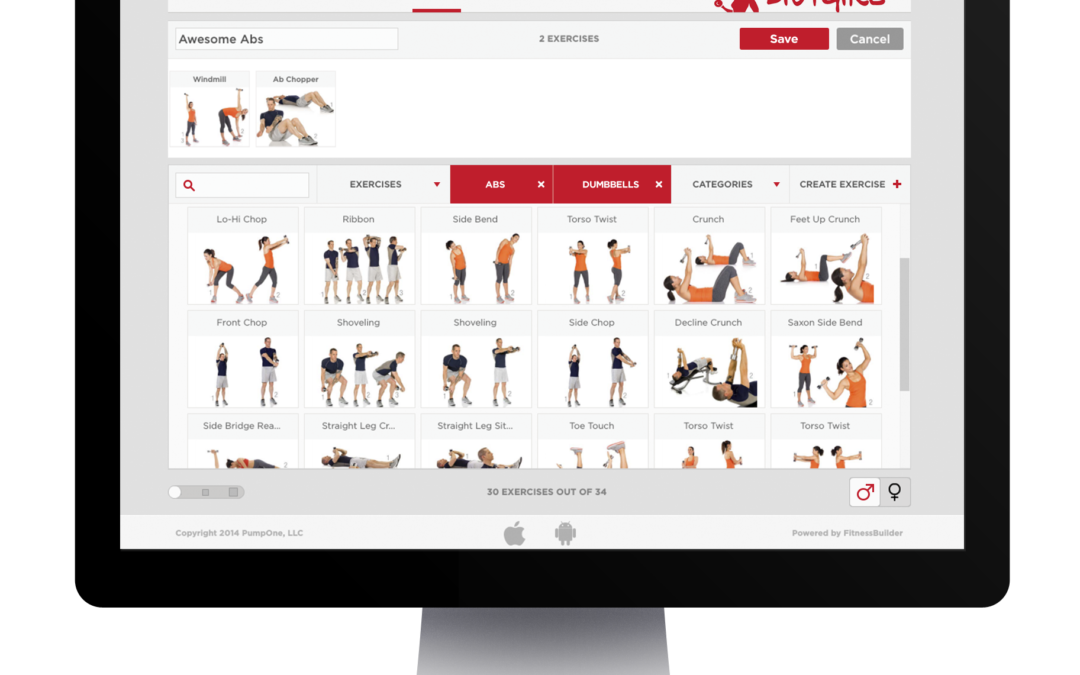 Awesome Abs
2 EXERCISES
Save
Cancel
Windmill
Ab Chopper
EXERCISES
ABS
DUMBBELLS
CATEGORIES
CREATE EXERCISE
Lo-Hi Chop
Ribbon
Side Bend
Torso Twist
Crunch
Feet Up Crunch
Front Chop
Shoveling
Shoveling
Side Chop
Decline Crunch
Saxon Side Bend
Side Bridge Rea...
Straight Leg Cr...
Straight Leg Sit...
Toe Touch
Torso Twist
Torso Twist
30 EXERCISES OUT OF 34
Copyright 2014 PumpOne, LLC
Powered by FitnessBuilder